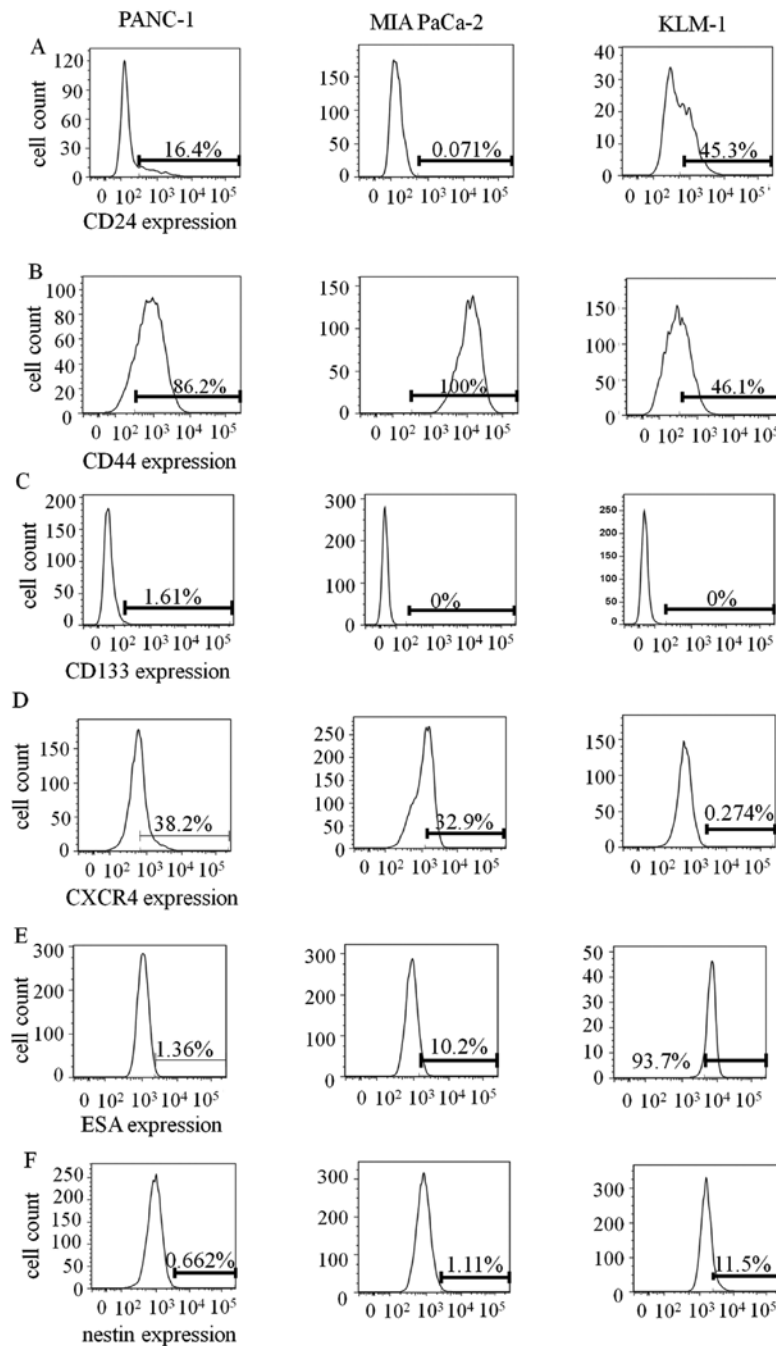 PANC-1 MIA PaCa-2 KLM-1
A
cell count
120
90
60
30
0
16.4%
0 10² 10³ 10⁴ 10⁵
CD24 expression
150
100
50
0
0.071%
0 10² 10³ 10⁴ 10⁵
40
30
20
10
0
45.3%
0 10² 10³ 10⁴ 10⁵
B
cell count
100
80
60
40
20
0
86.2%
0 10² 10³ 10⁴ 10⁵
CD44 expression
150
100
50
0
100%
0 10² 10³ 10⁴ 10⁵
150
100
50
0
46.1%
0 10² 10³ 10⁴ 10⁵
C
cell count
200
150
100
50
0
1.61%
0 10² 10³ 10⁴ 10⁵
CD133 expression
300
200
100
0
0%
0 10² 10³ 10⁴ 10⁵
250
200
150
100
50
0
0%
0 10² 10³ 10⁴ 10⁵
D
cell count
150
100
50
0
38.2%
0 10² 10³ 10⁴ 10⁵
CXCR4 expression
250
200
150
100
50
0
32.9%
0 10² 10³ 10⁴ 10⁵
150
100
50
0
0.274%
0 10² 10³ 10⁴ 10⁵
E
cell count
300
200
100
0
1.36%
0 10² 10³ 10⁴ 10⁵
ESA expression
300
200
100
0
10.2%
0 10² 10³ 10⁴ 10⁵
50
40
30
20
10
0
93.7%
0 10² 10³ 10⁴ 10⁵
F
cell count
250
200
150
100
50
0
0.662%
0 10² 10³ 10⁴ 10⁵
nestin expression
300
200
100
0
1.11%
0 10² 10³ 10⁴ 10⁵
300
200
100
0
11.5%
0 10² 10³ 10⁴ 10⁵